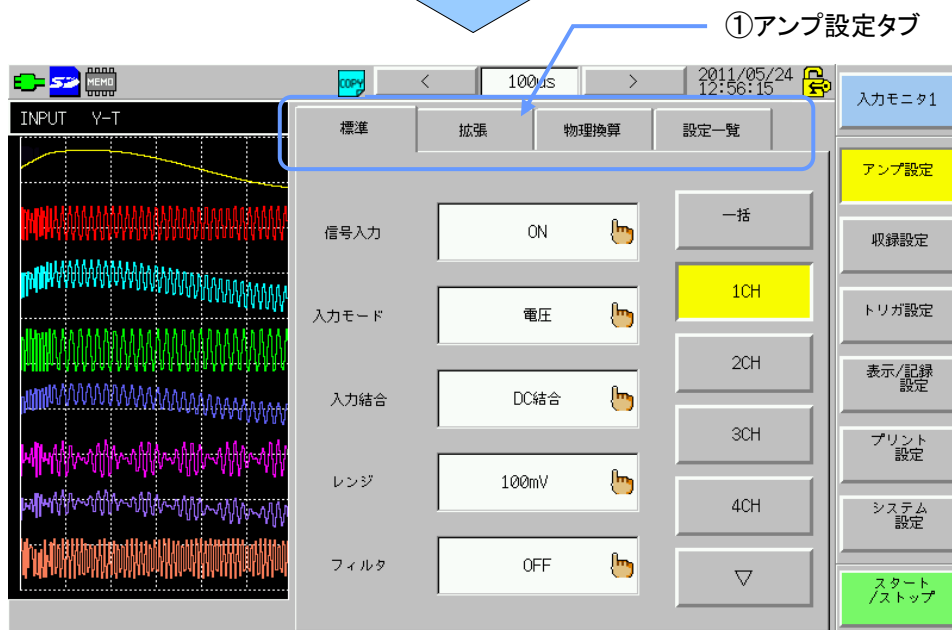 ①アンプ設定タブ
MEMO
COPY
< 100us >
2011/05/24
12:56:15
入力モニタ1
INPUT Y-T
標準 拡張 物理換算 設定一覧
アンプ設定
一括
信号入力 ON
収録設定
1CH
入力モード 電圧
トリガ設定
2CH
表示/記録
設定
入力結合 DC結合
3CH
プリント
設定
レンジ 100mV
4CH
システム
設定
フィルタ OFF
▽
スタート
/ストップ